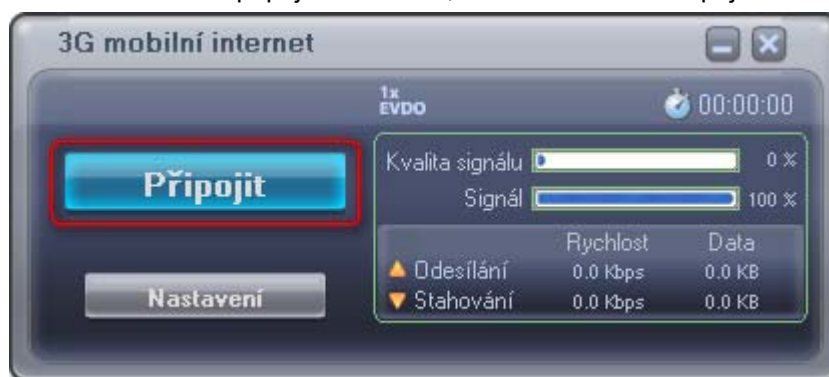 3G mobilní internet
1x
EVDO
00:00:00
Připojit
Kvalita signálu 0 %
Signál 100 %
Rychlost Data
Odesílání 0.0 Kbps 0.0 KB
Stahování 0.0 Kbps 0.0 KB
Nastavení